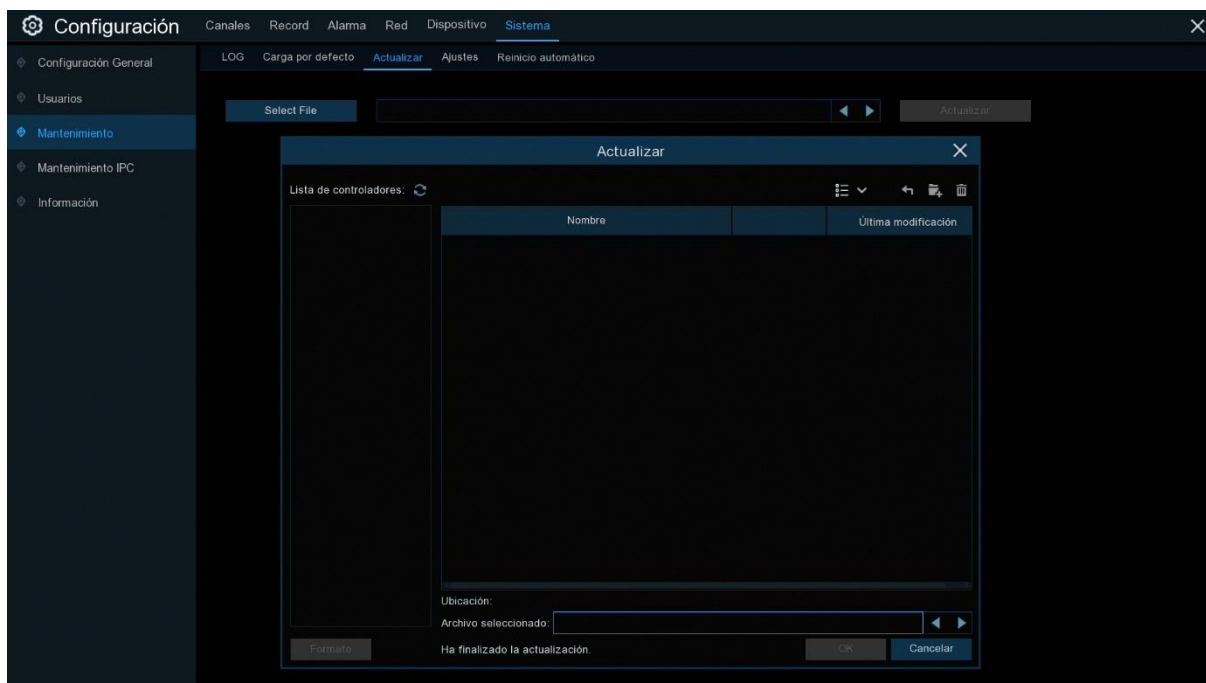 Configuración
Canales Record Alarma Red Dispositivo Sistema
LOG Carga por defecto Actualizar Ajustes Reinicio automático
Configuración General
Usuarios
Mantenimiento
Mantenimiento IPC
Información
Select File
Actualizar
Actualizar
Lista de controladores:
Nombre Última modificación
Ubicación:
Archivo seleccionado:
Formato
Ha finalizado la actualización.
OK Cancelar